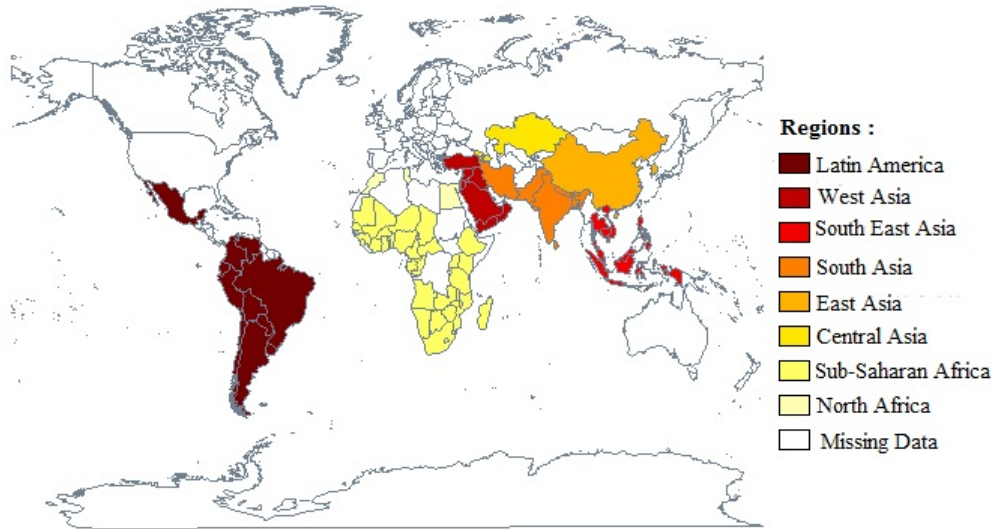 Regions :
Latin America
West Asia
South East Asia
South Asia
East Asia
Central Asia
Sub-Saharan Africa
North Africa
Missing Data